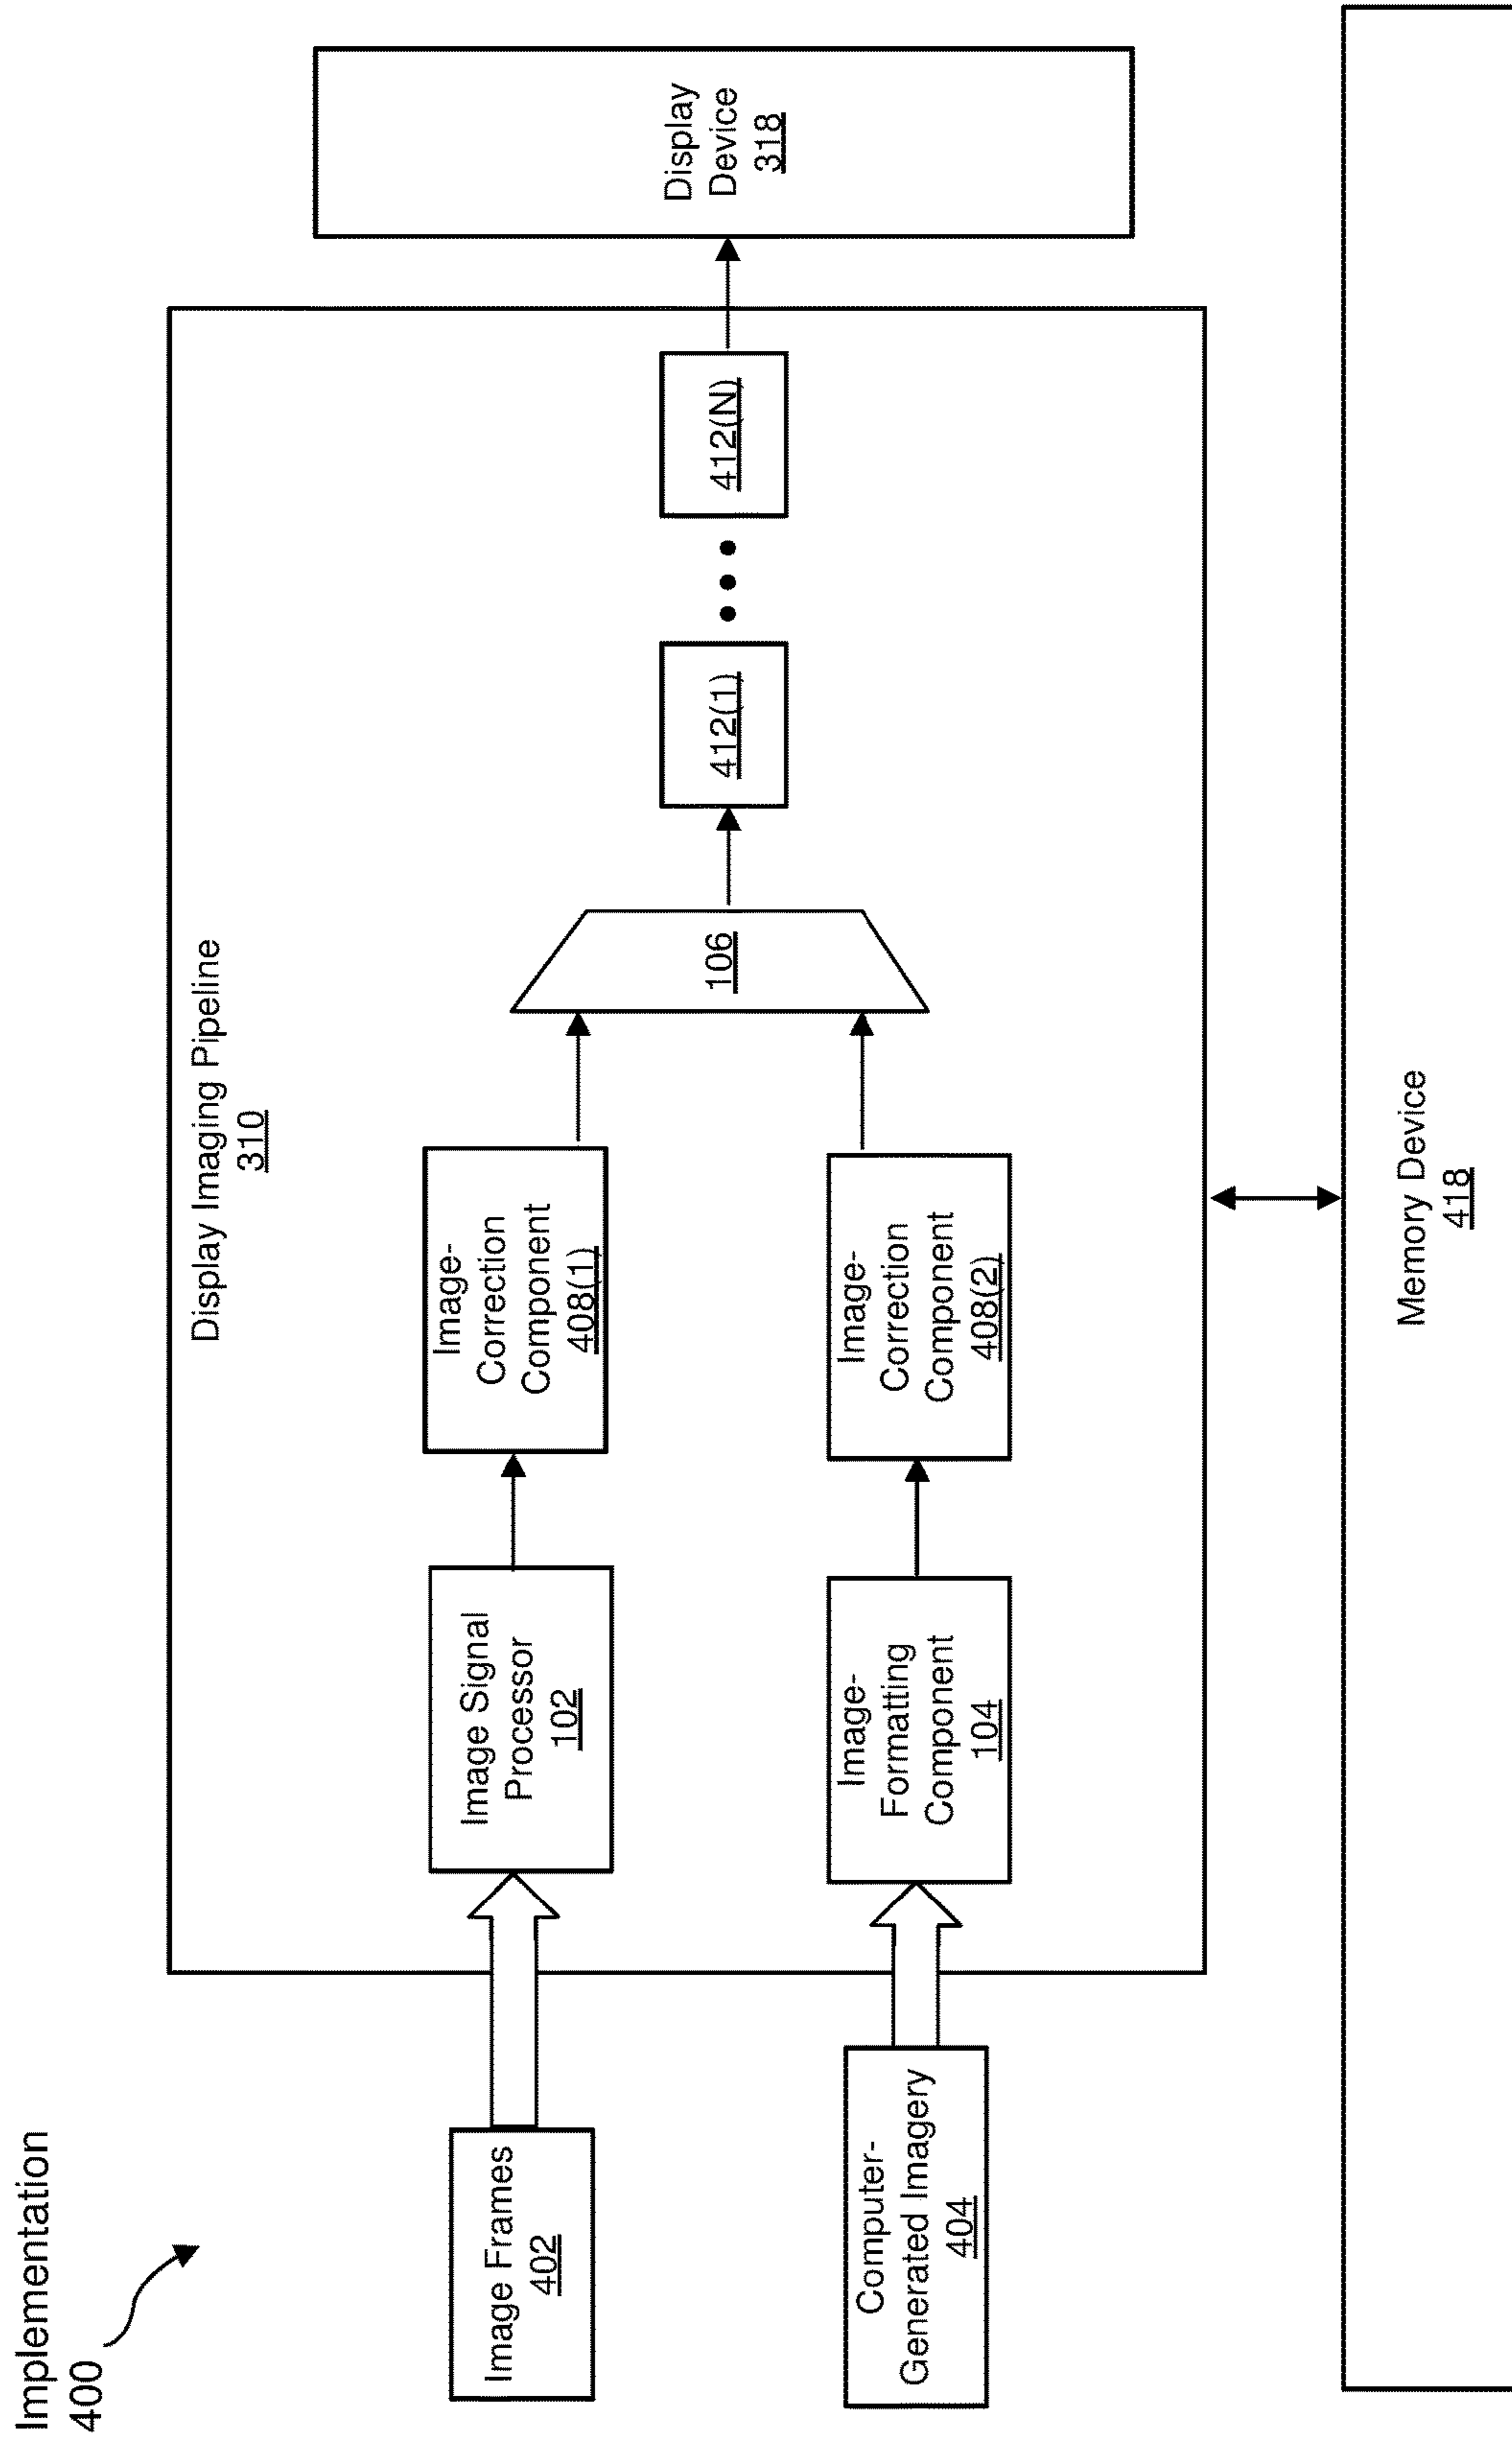 Implementation
400
Display Imaging Pipeline
310
Image Frames
402
Image Signal
Processor
102
Image-
Correction
Component
408(1)
Computer-
Generated Imagery
404
Image-
Formatting
Component
104
Image-
Correction
Component
408(2)
106
412(1)
412(N)
Display
Device
318
Memory Device
418